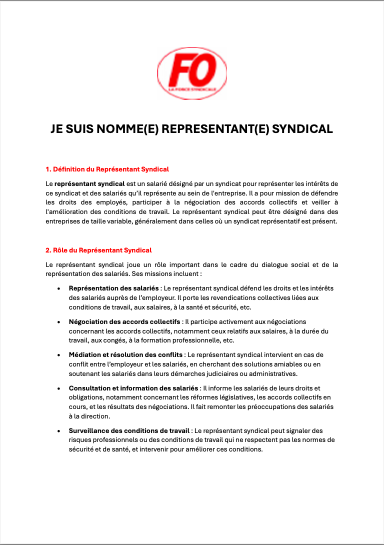 FO
LA FORCE SYNDICALE
JE SUIS NOMME(E) REPRESENTANT(E) SYNDICAL
1. Définition du Représentant Syndical
Le représentant syndical est un salarié désigné par un syndicat pour représenter les intérêts de
ce syndicat et des salariés qu'il représente au sein de l'entreprise. Il a pour mission de défendre
les droits des employés, participer à la négociation des accords collectifs et veiller à
l'amélioration des conditions de travail. Le représentant syndical peut être désigné dans des
entreprises de taille variable, généralement dans celles où un syndicat représentatif est présent.
2. Rôle du Représentant Syndical
Le représentant syndical joue un rôle important dans le cadre du dialogue social et de la
représentation des salariés. Ses missions incluent :
• Représentation des salariés : Le représentant syndical défend les droits et les intérêts
des salariés auprès de l'employeur. Il porte les revendications collectives liées aux
conditions de travail, aux salaires, à la santé et sécurité, etc.
• Négociation des accords collectifs : Il participe activement aux négociations
concernant les accords collectifs, notamment ceux relatifs aux salaires, à la durée du
travail, aux congés, à la formation professionnelle, etc.
• Médiation et résolution des conflits : Le représentant syndical intervient en cas de
conflit entre l'employeur et les salariés, en cherchant des solutions amiables ou en
soutenant les salariés dans leurs démarches judiciaires ou administratives.
• Consultation et information des salariés : Il informe les salariés de leurs droits et
obligations, notamment concernant les réformes législatives, les accords collectifs en
cours, et les résultats des négociations. Il fait remonter les préoccupations des salariés
à la direction.
• Surveillance des conditions de travail : Le représentant syndical peut signaler des
risques professionnels ou des conditions de travail qui ne respectent pas les normes de
sécurité et de santé, et intervenir pour améliorer ces conditions.